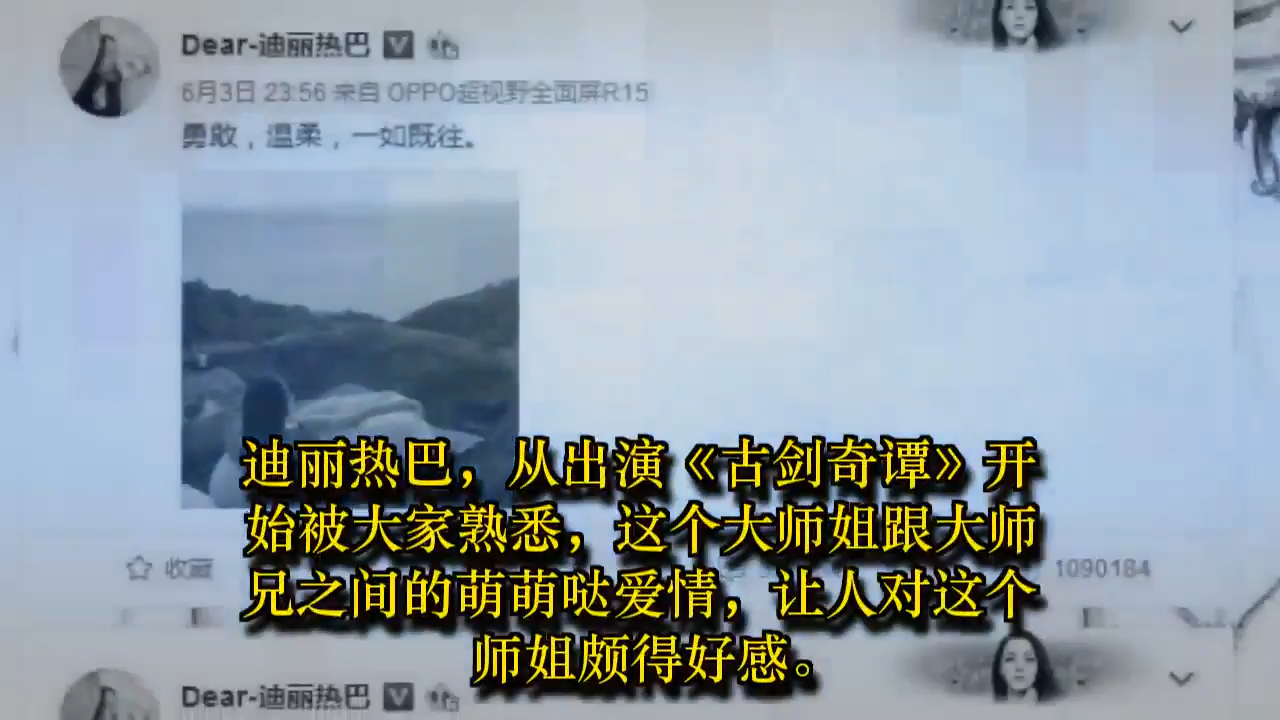 Dear-迪丽热巴
6月3日 23:56 来自 OPPO超视野全面屏R15
勇敢，温柔，一如既往。
迪丽热巴，从出演《古剑奇谭》开
始被大家熟悉，这个大师姐跟大师
兄之间的萌萌哒爱情，让人对这个
师姐颇得好感。
收藏
1090184
Dear-迪丽热巴